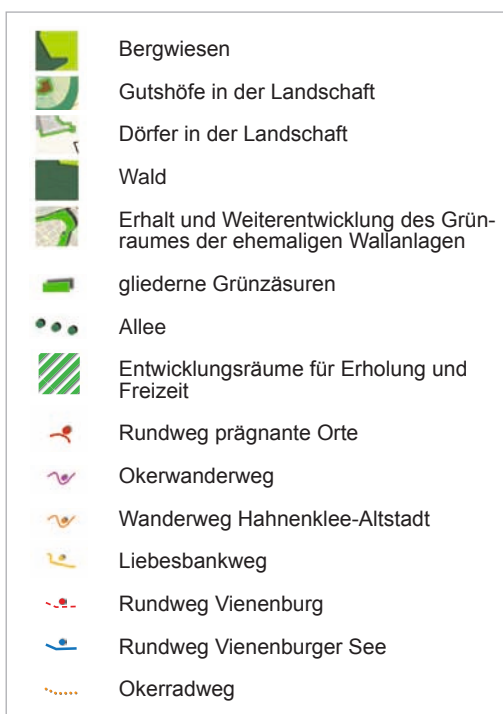 Bergwiesen
Gutshöfe in der Landschaft
Dörfer in der Landschaft
Wald
Erhalt und Weiterentwicklung des Grün-
raumes der ehemaligen Wallanlagen
gliederne Grünzäsuren
Allee
Entwicklungsräume für Erholung und
Freizeit
Rundweg prägnante Orte
Okerwanderweg
Wanderweg Hahnenklee-Altstadt
Liebesbankweg
Rundweg Vienenburg
Rundweg Vienenburger See
Okerradweg